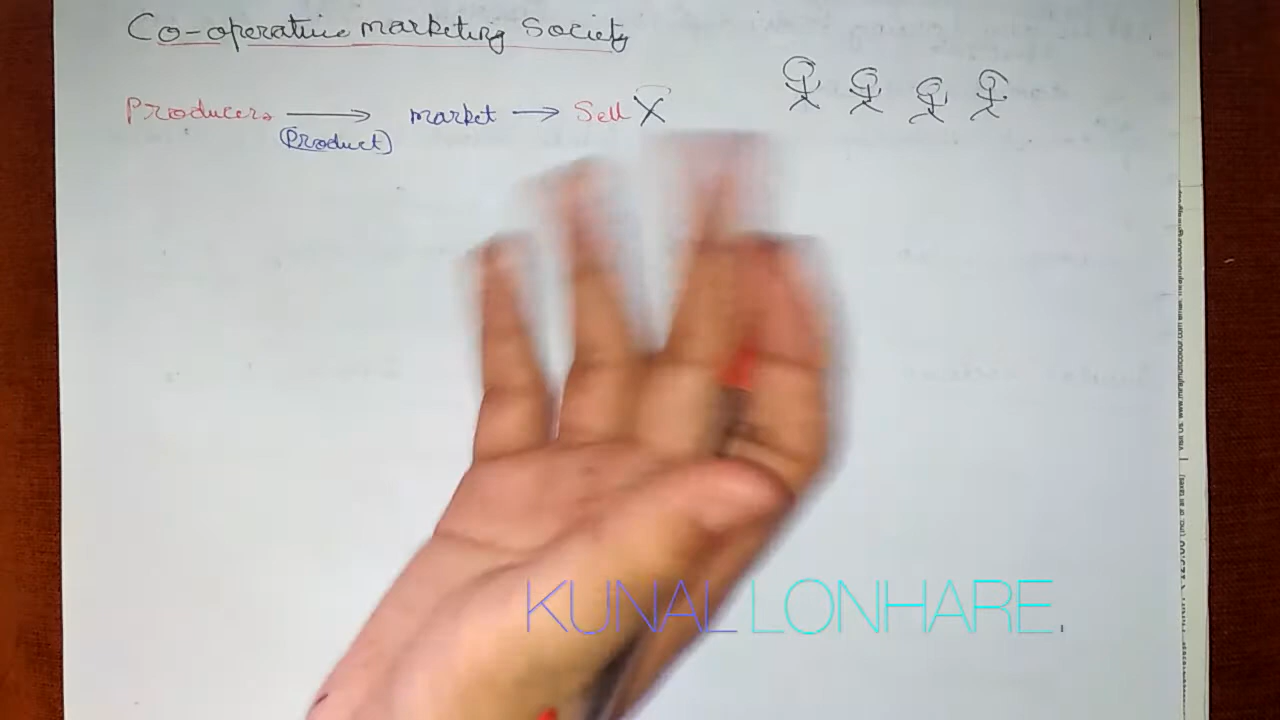 Co-operative marketing Society
Producers → market → Sell X
(Product)
KUNAL LONHARE.